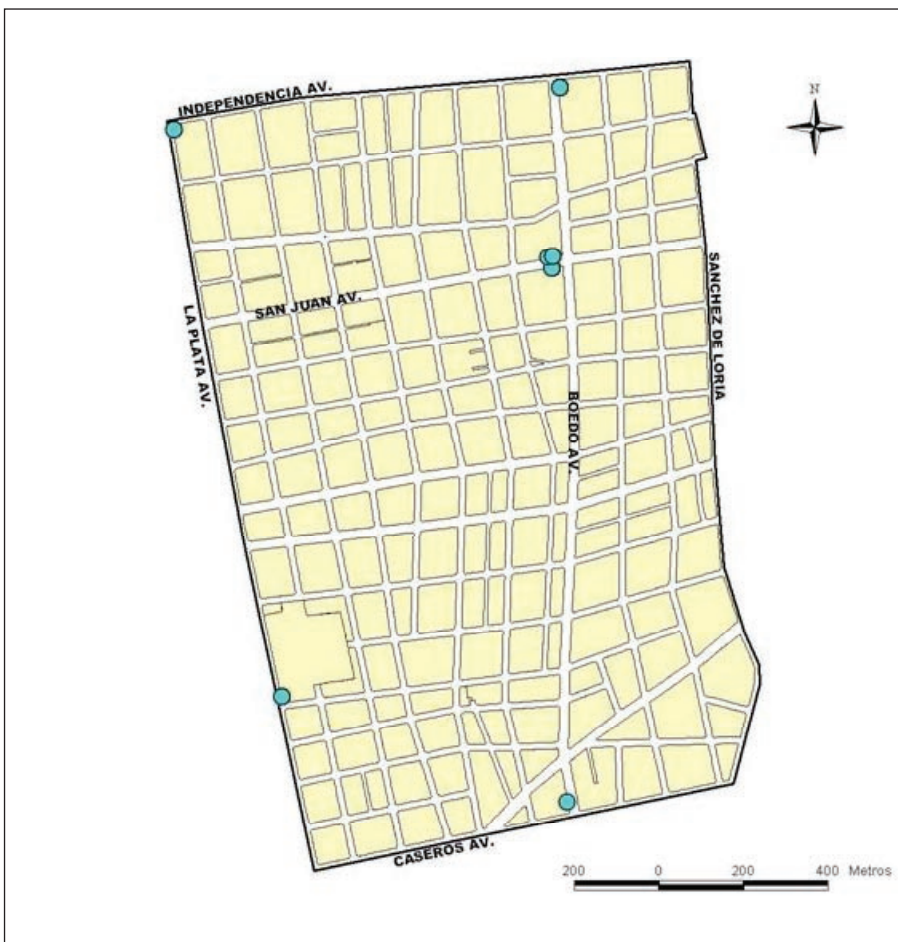 INDEPENDENCIA AV.
N
SAN JUAN AV.
LA PLATA AV.
SANCHEZ DE LORIA
BOEDO AV.
CASEROS AV.
200 0 200 400 Metros